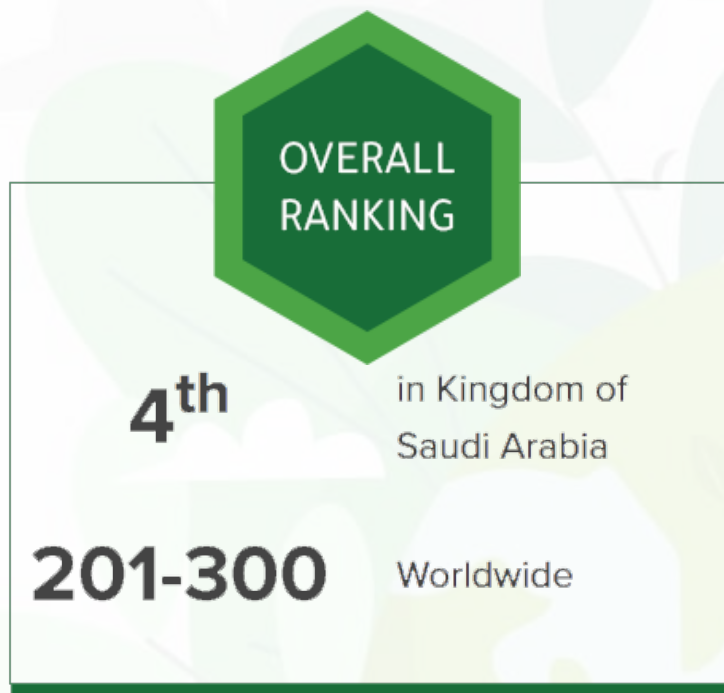 OVERALL
RANKING
4th
in Kingdom of
Saudi Arabia
201-300
Worldwide